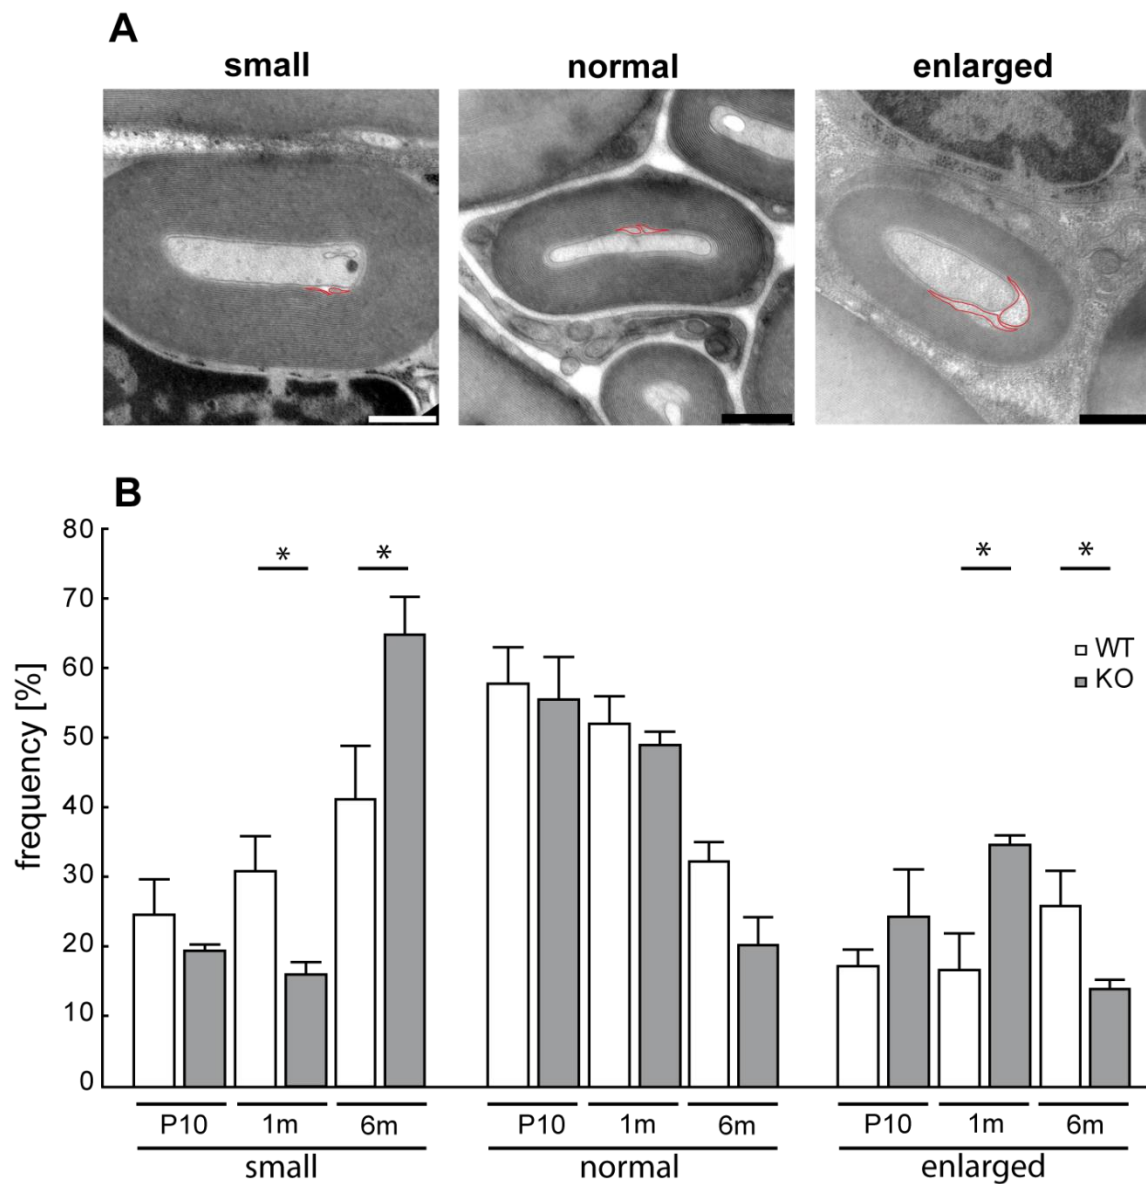 A
small normal enlarged
B
80
70
60
50
40
30
20
10
0
frequency [%]
* * * *
WT
KO
P10 1m 6m P10 1m 6m P10 1m 6m
small normal enlarged